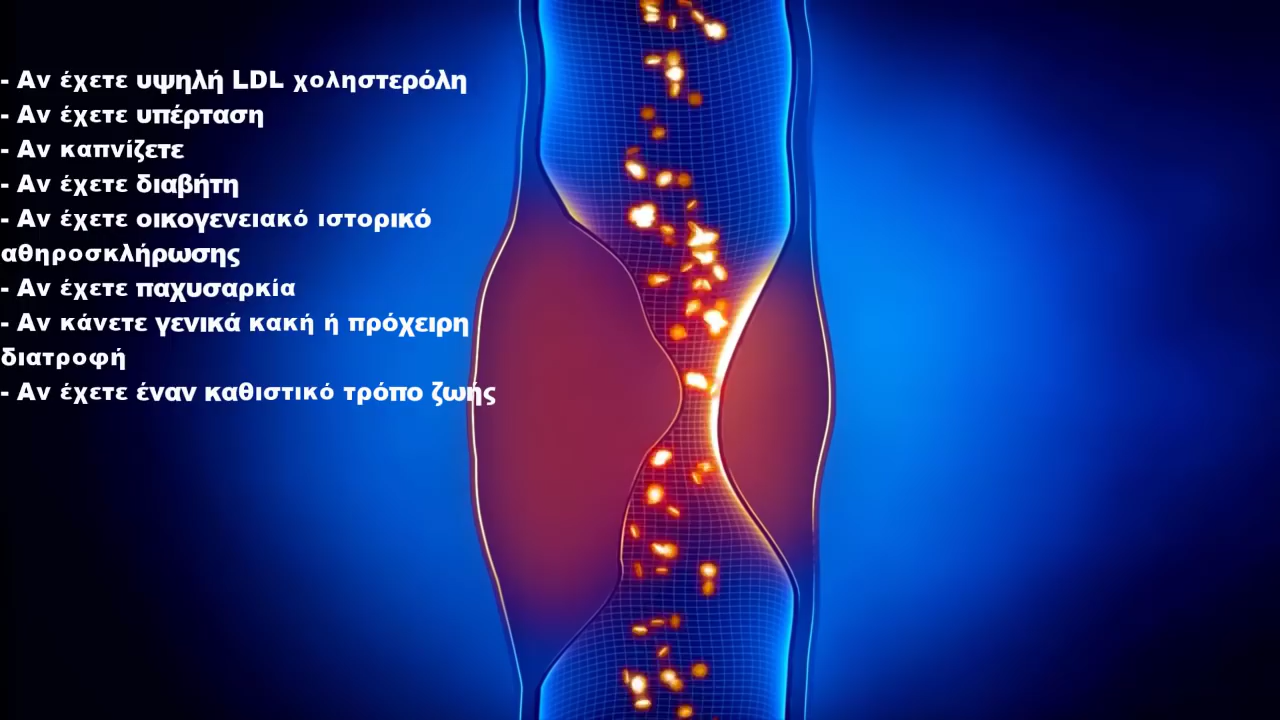 - Αν έχετε υψηλή LDL χοληστερόλη
- Αν έχετε υπέρταση
- Αν καπνίζετε
- Αν έχετε διαβήτη
- Αν έχετε οικογενειακό ιστορικό
αθηροσκλήρωσης
- Αν έχετε παχυσαρκία
- Αν κάνετε γενικά κακή ή πρόχειρη
διατροφή
- Αν έχετε έναν καθιστικό τρόπο ζωής